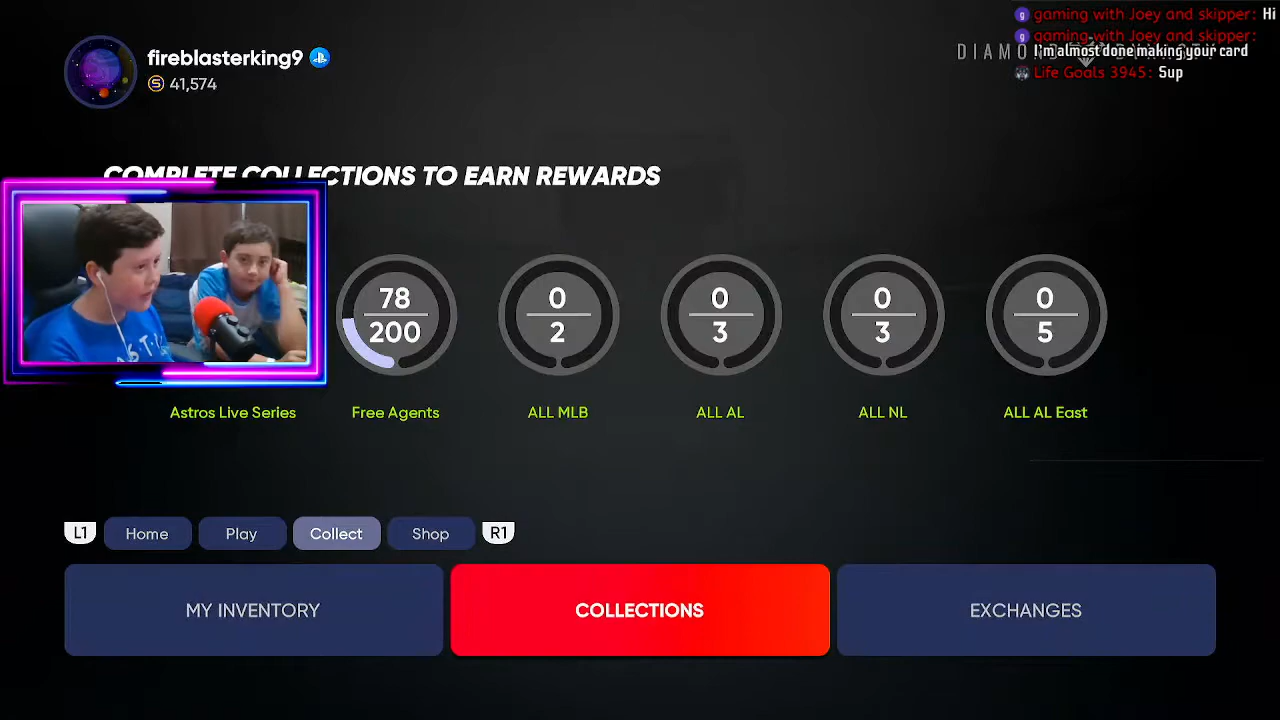 fireblasterking9
41,574
gaming with Joey and skipper: Hi
gaming with Joey and skipper:
I'm almost done making your card
Life Goals 3945: Sup
COMPLETE COLLECTIONS TO EARN REWARDS
78
200
0
2
0
3
0
3
0
5
Astros Live Series
Free Agents
ALL MLB
ALL AL
ALL NL
ALL AL East
L1
Home
Play
Collect
Shop
R1
MY INVENTORY
COLLECTIONS
EXCHANGES